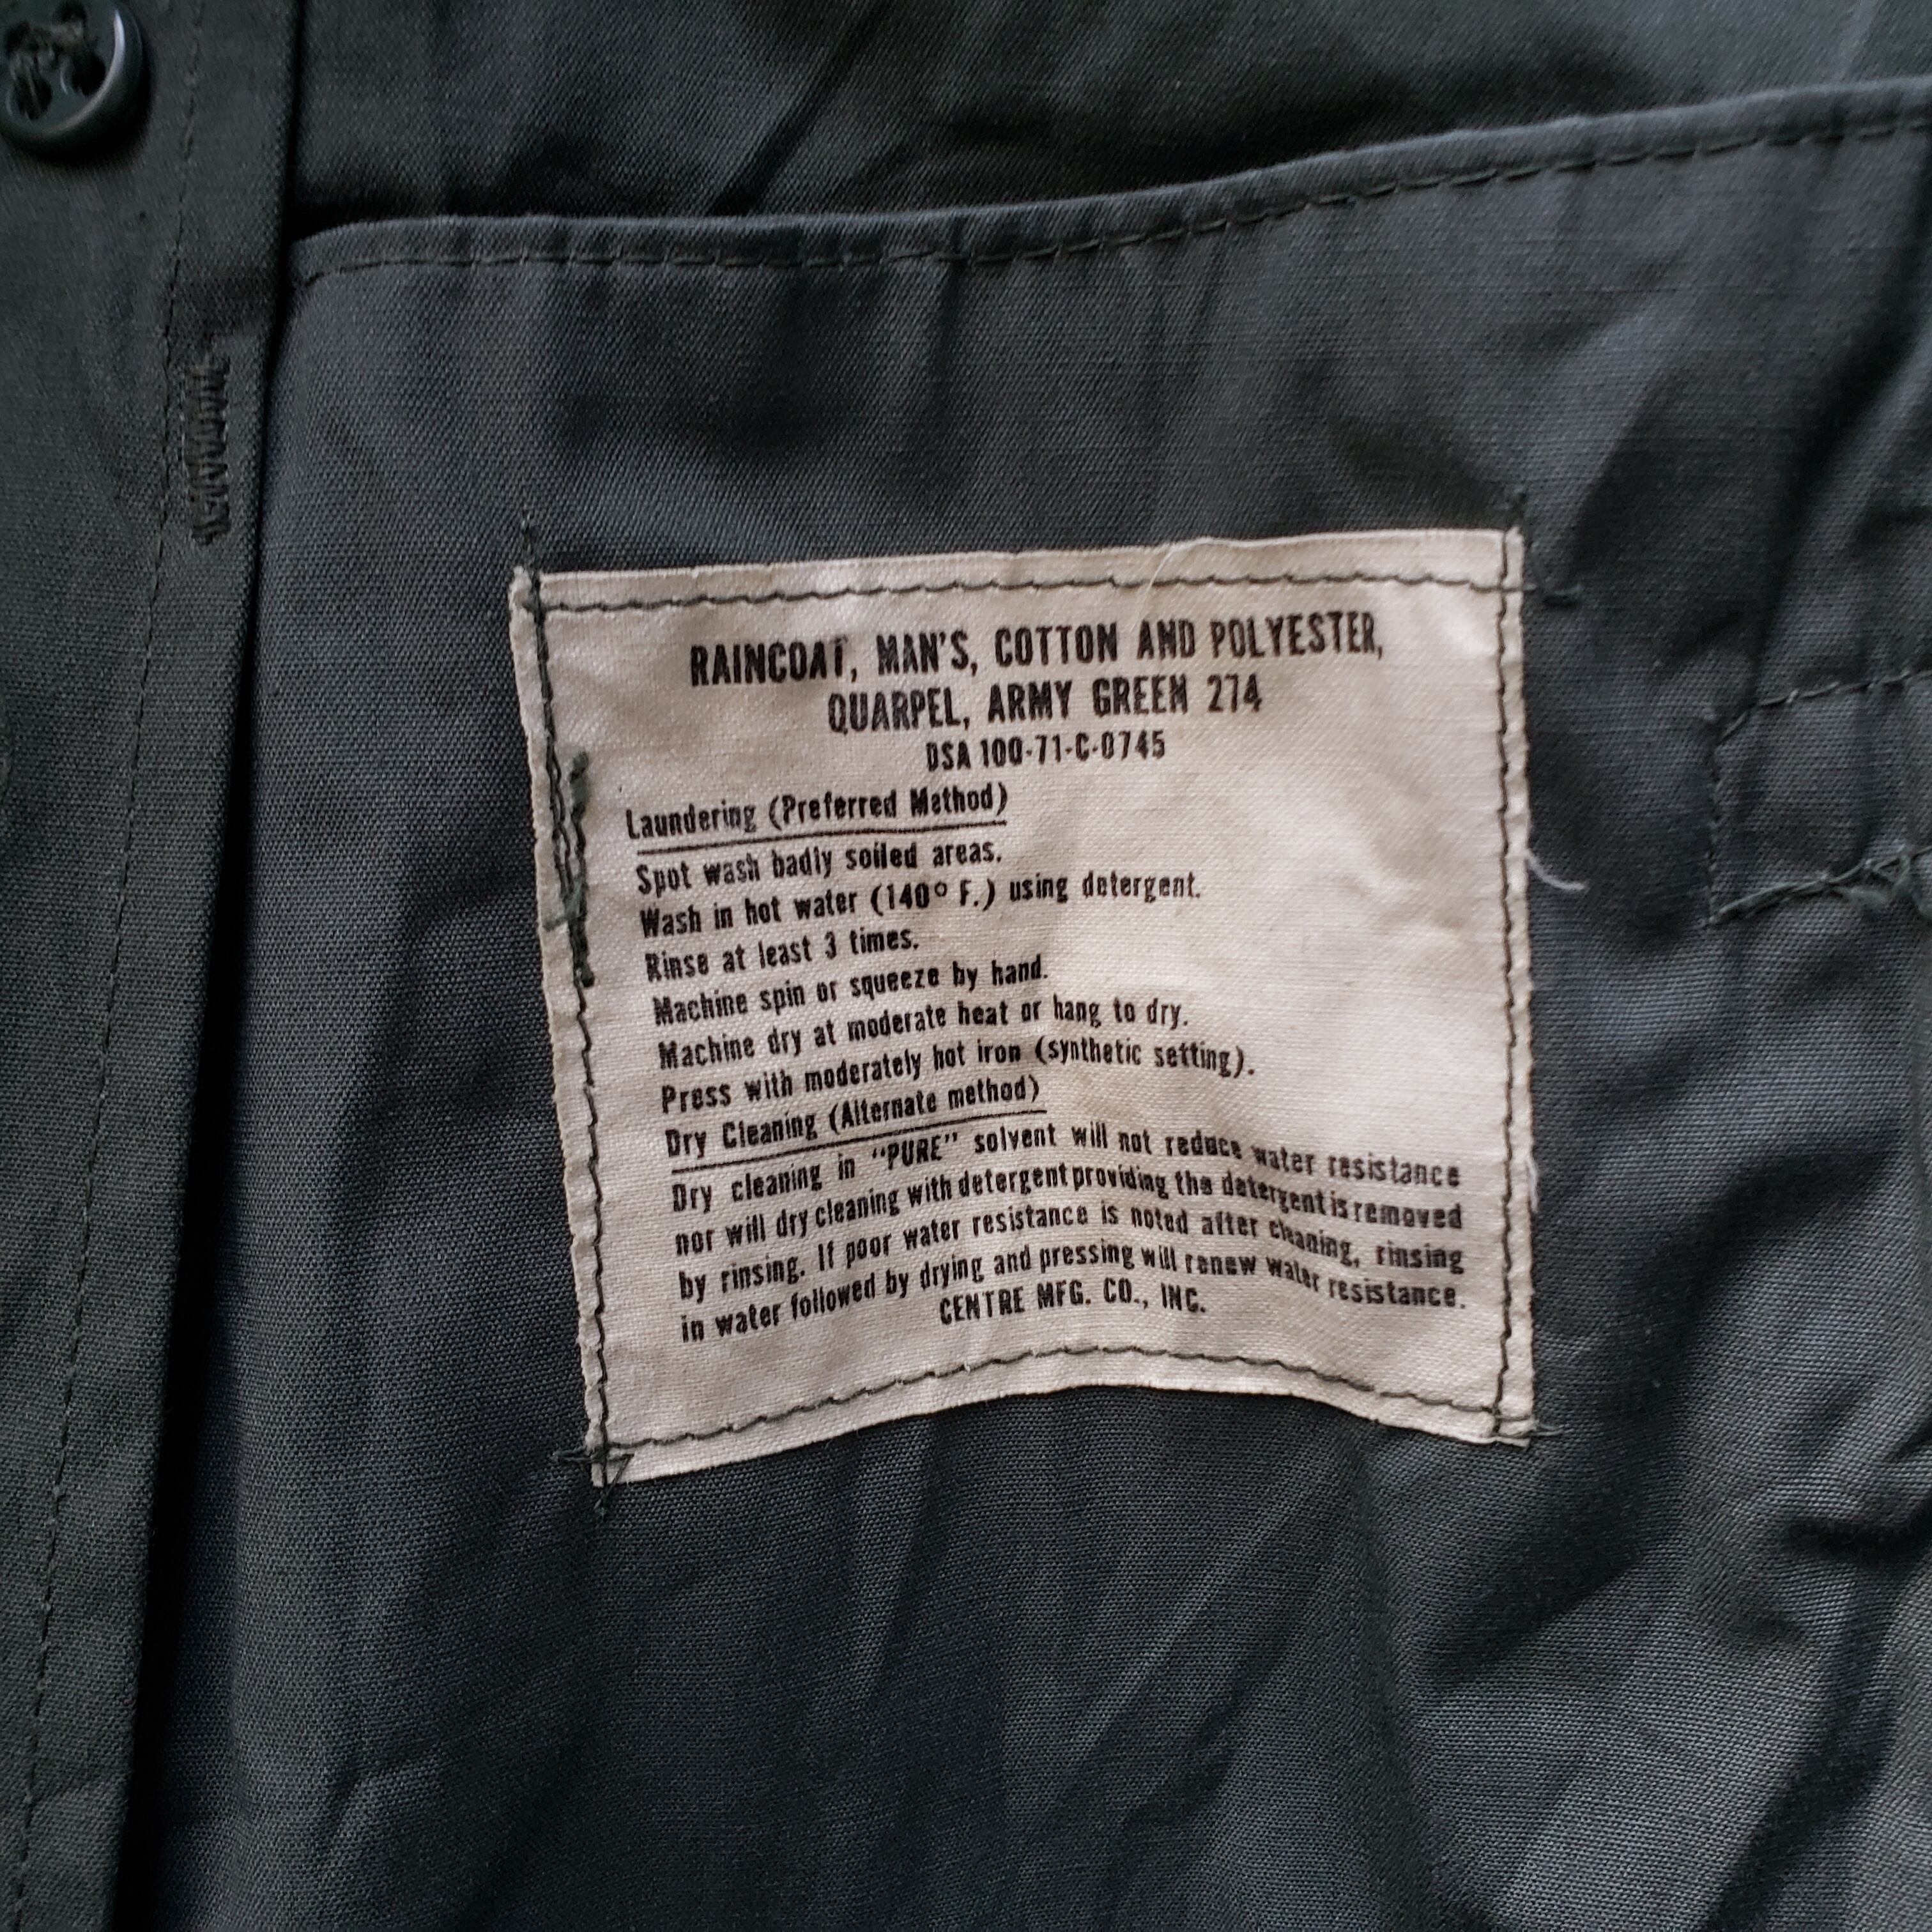 RAINCOAT, MAN'S, COTTON AND POLYESTER,
QUARPEL, ARMY GREEN 274
DSA 100-71-C-0745
Laundering (Preferred Method)
Spot wash badly soiled areas.
Wash in hot water (140° F.) using detergent.
Rinse at least 3 times.
Machine spin or squeeze by hand.
Machine dry at moderate heat or hang to dry.
Press with moderately hot iron (synthetic setting).
Dry Cleaning (Alternate method)
Dry cleaning in "PURE" solvent will not reduce water resistance
nor will dry cleaning with detergent providing the detergent is removed
by rinsing. If poor water resistance is noted after cleaning, rinsing
in water followed by drying and pressing will renew water resistance.
CENTRE MFG. CO., INC.